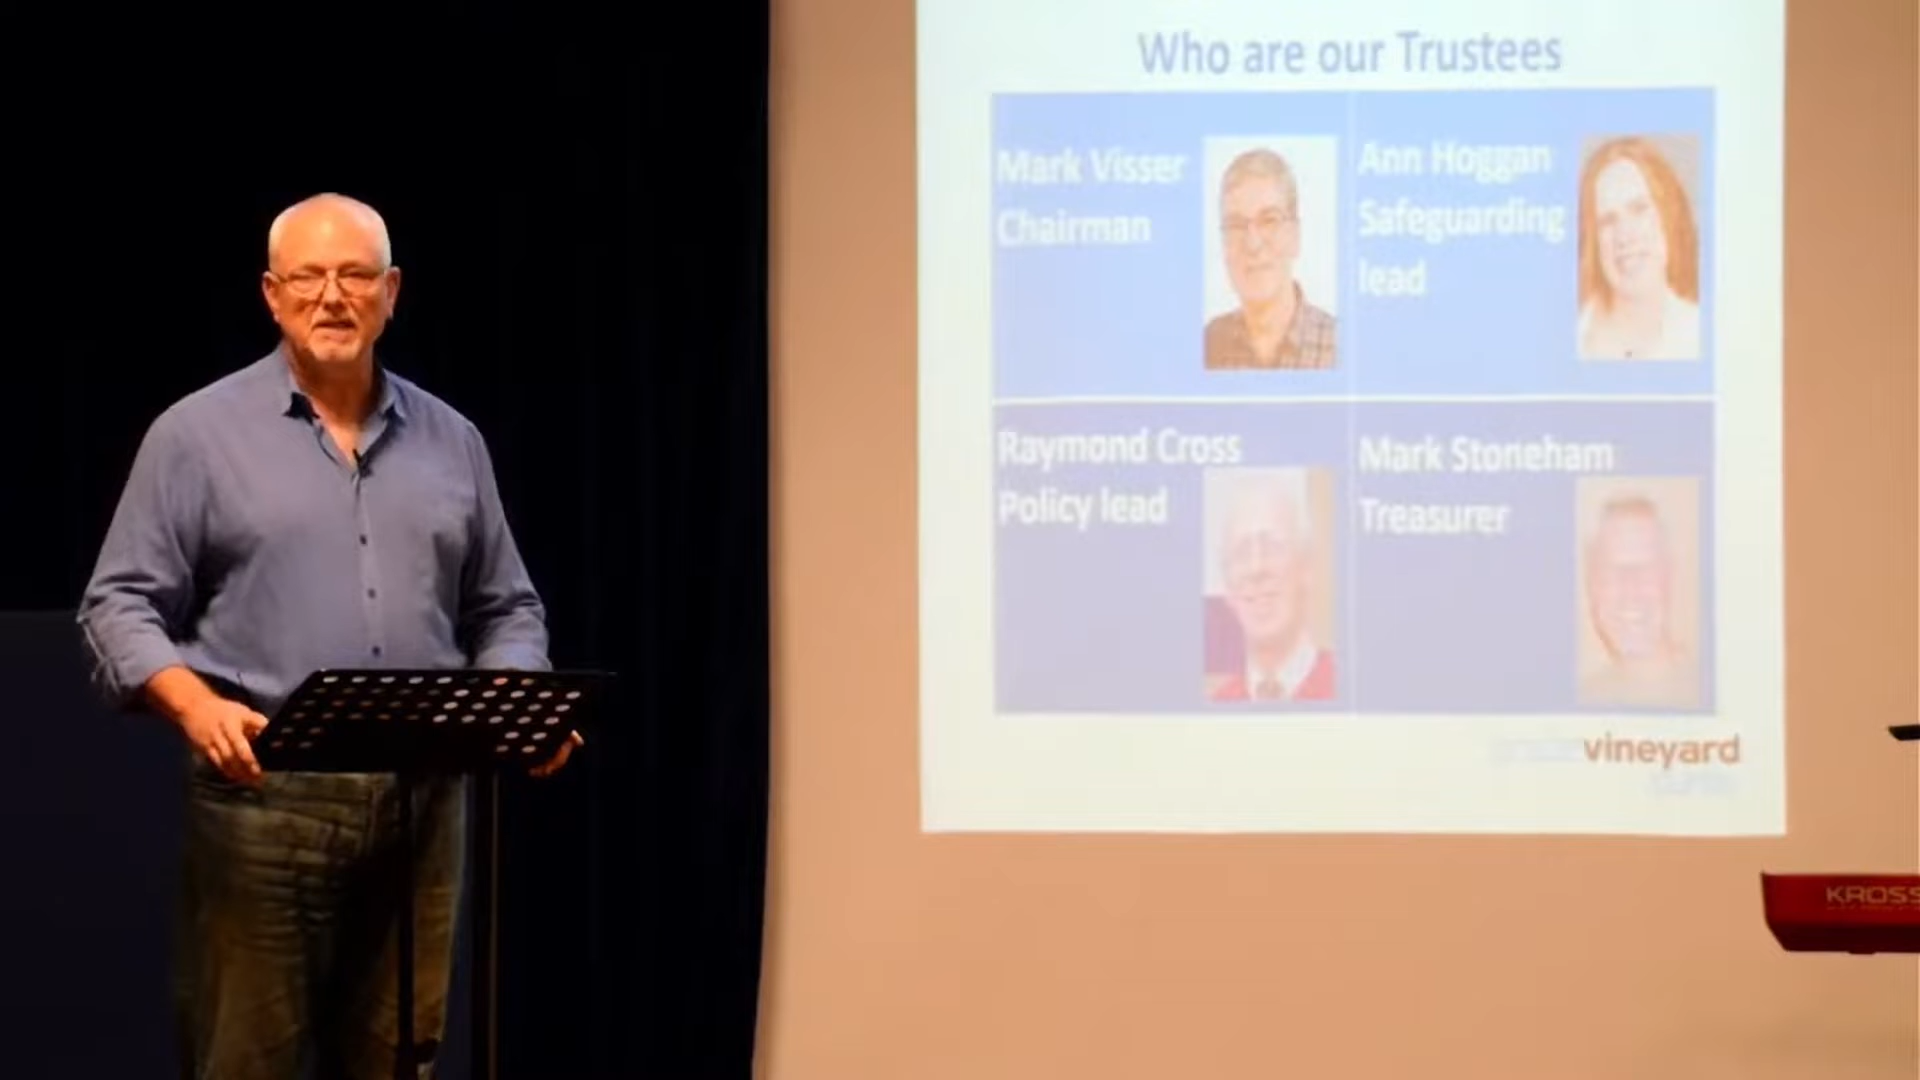 Who are our Trustees
Mark Visser
Chairman
Ann Hoggan
Safeguarding
lead
Raymond Cross
Policy lead
Mark Stoneham
Treasurer
vineyard
KROSS